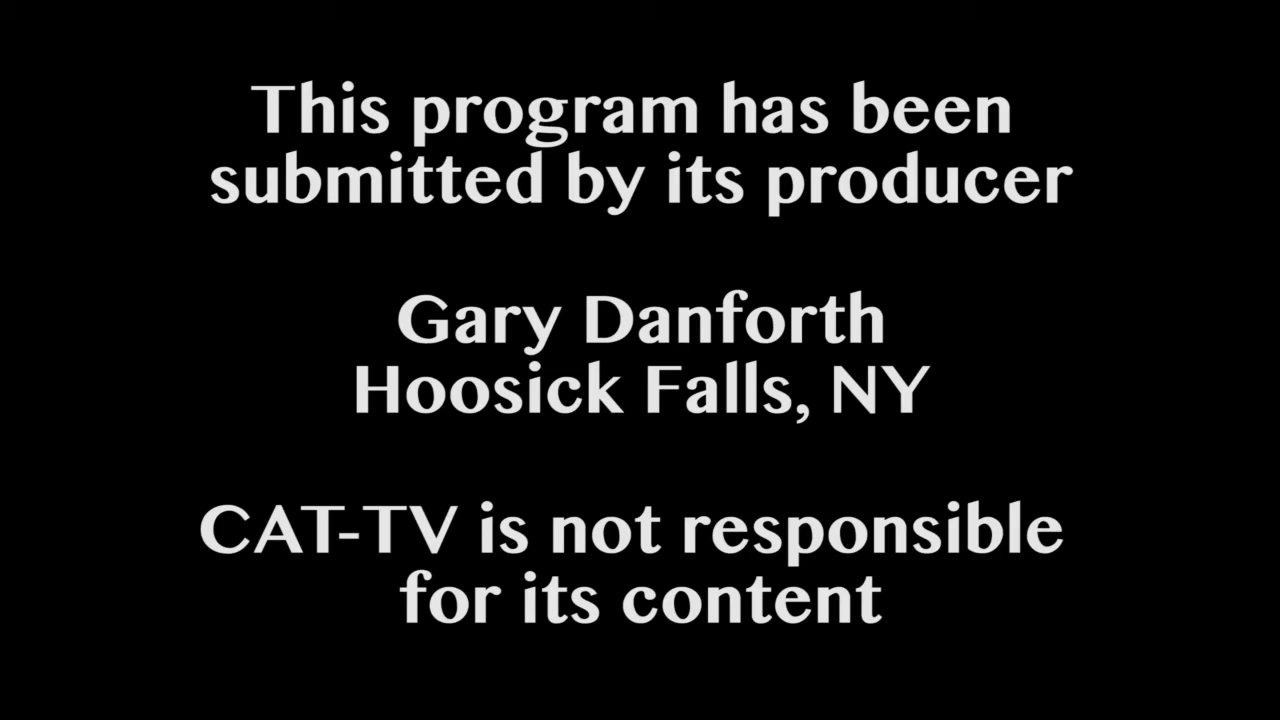 This program has been
submitted by its producer
Gary Danforth
Hoosick Falls, NY
CAT-TV is not responsible
for its content